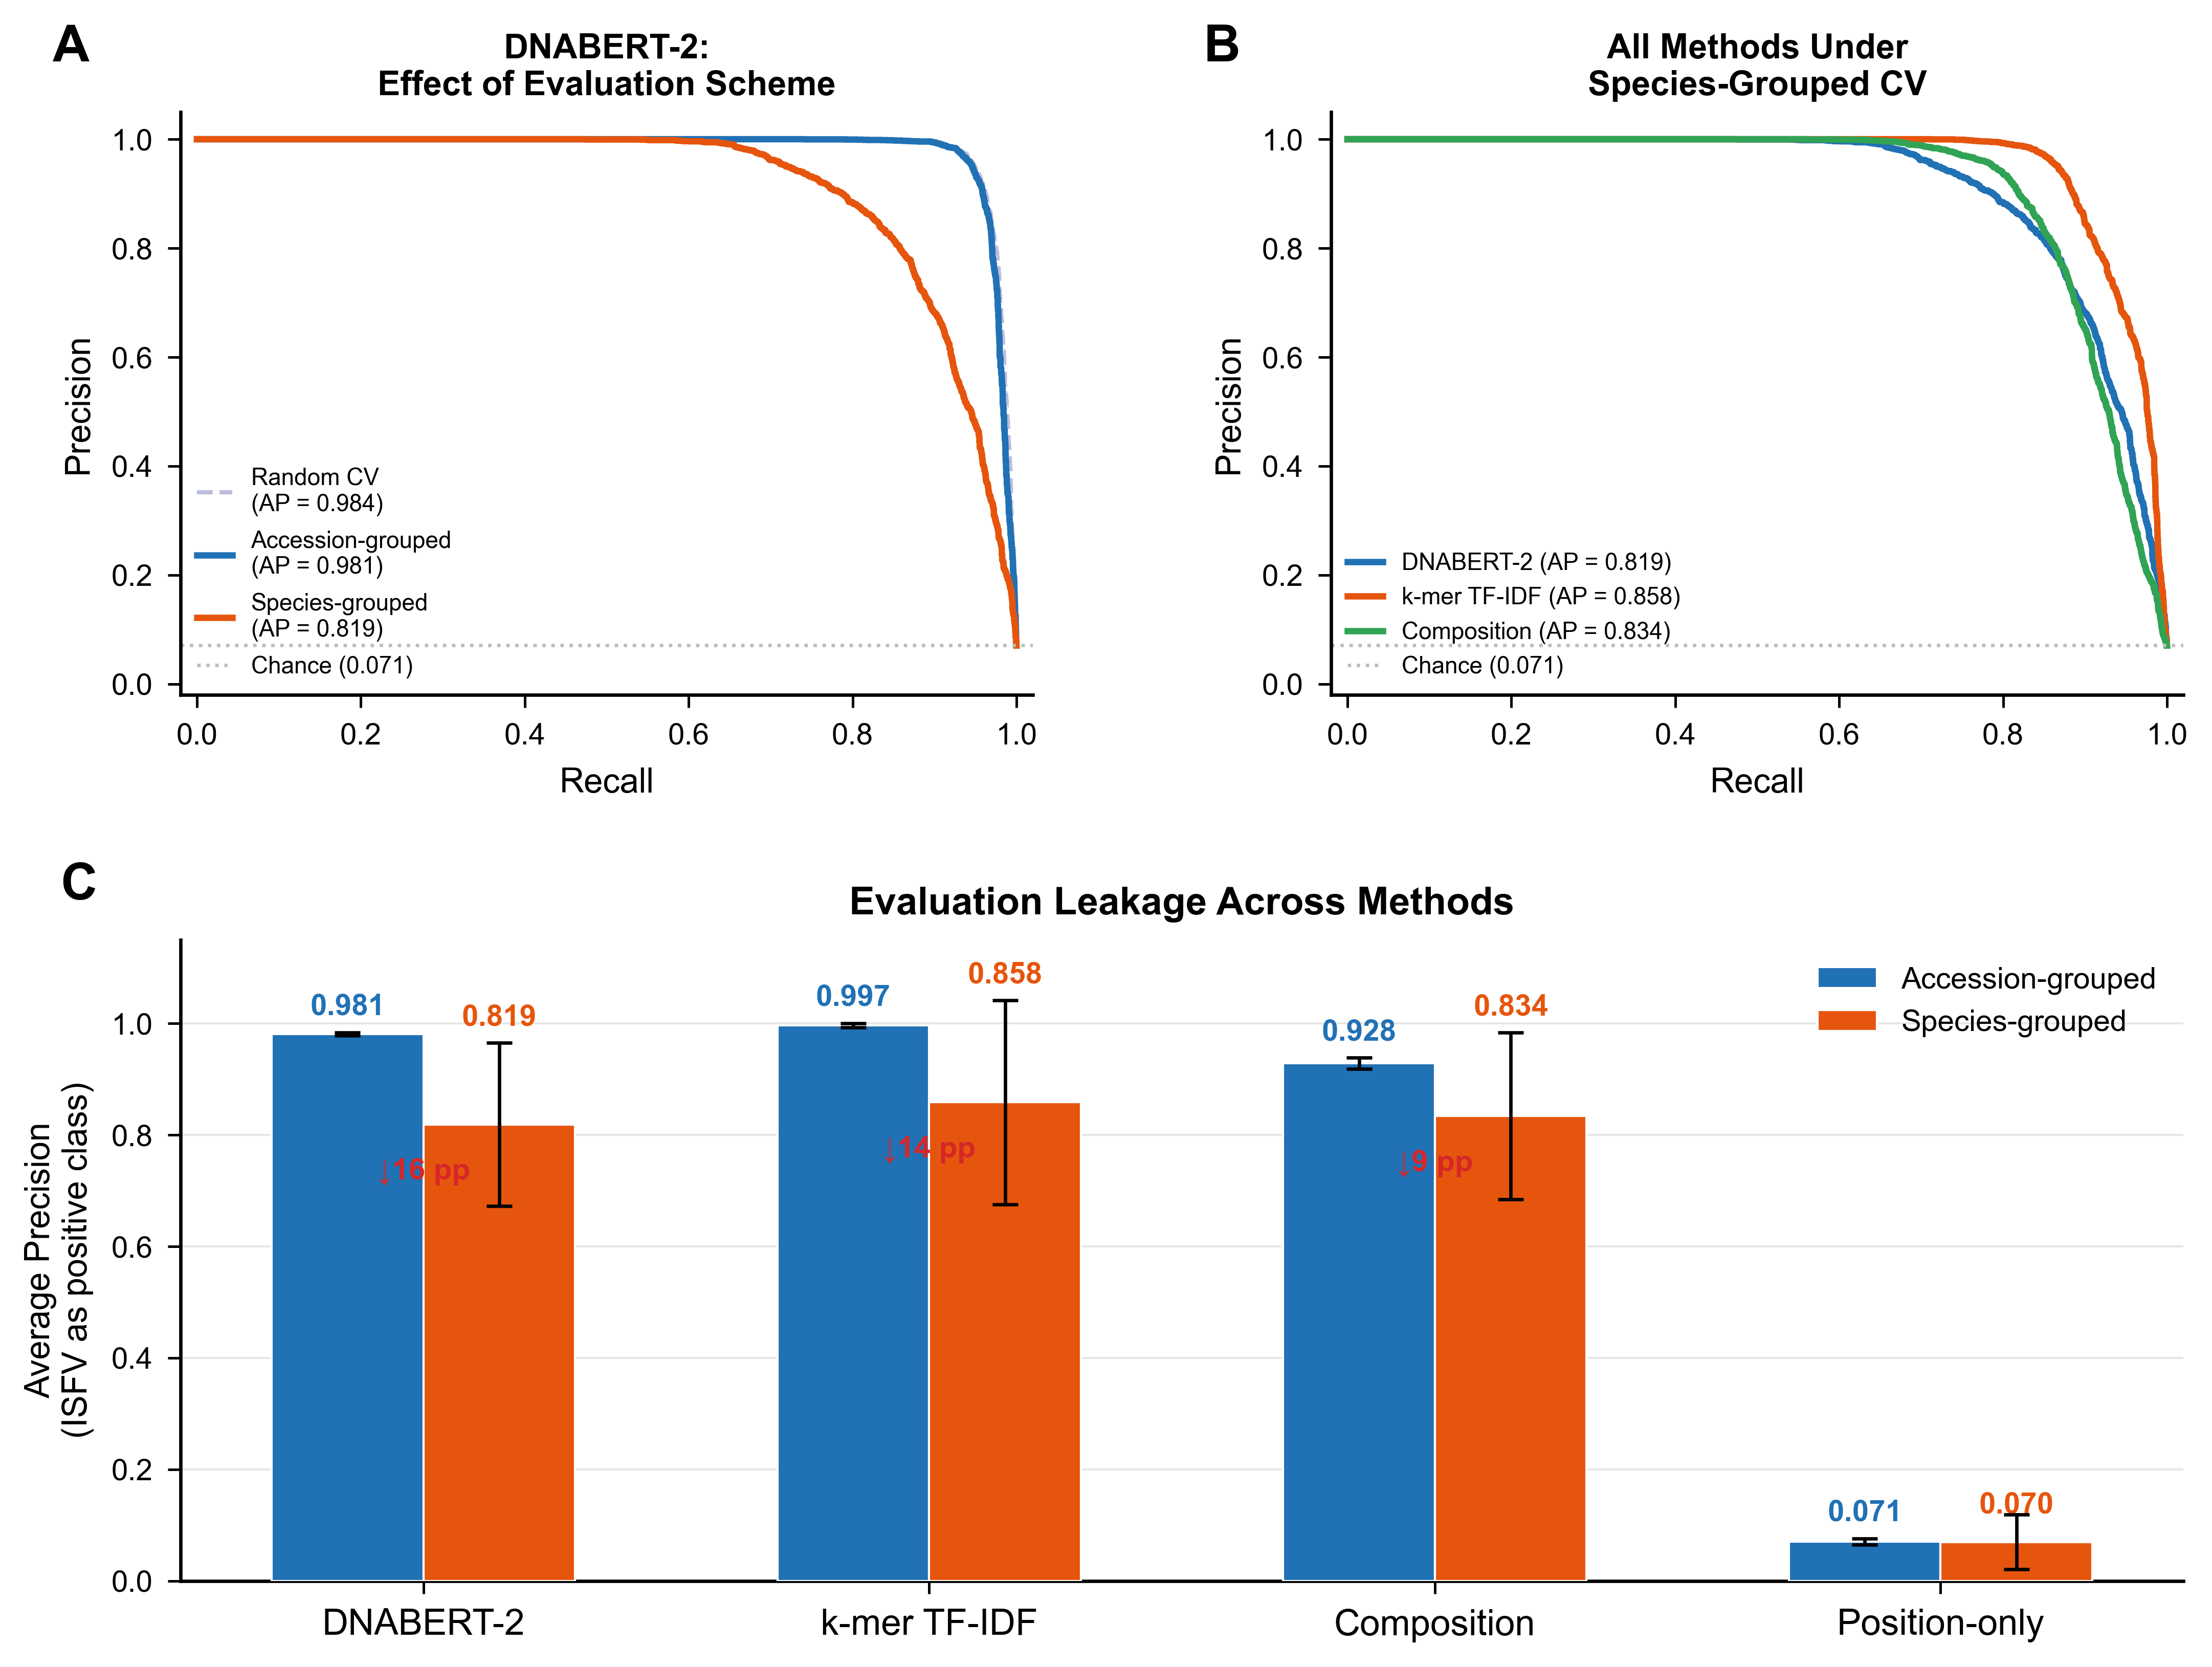 A
DNABERT-2:
Effect of Evaluation Scheme
Precision
1.0
0.8
0.6
0.4
0.2
0.0
Random CV
(AP = 0.984)
Accession-grouped
(AP = 0.981)
Species-grouped
(AP = 0.819)
Chance (0.071)
0.0 0.2 0.4 0.6 0.8 1.0
Recall
B
All Methods Under
Species-Grouped CV
Precision
1.0
0.8
0.6
0.4
0.2
0.0
DNABERT-2 (AP = 0.819)
k-mer TF-IDF (AP = 0.858)
Composition (AP = 0.834)
Chance (0.071)
0.0 0.2 0.4 0.6 0.8 1.0
Recall
C
Evaluation Leakage Across Methods
Average Precision
(ISFV as positive class)
1.0
0.8
0.6
0.4
0.2
0.0
Accession-grouped
Species-grouped
0.981 0.819 0.997 0.858 0.928 0.834 0.071 0.070
↓16 pp ↓14 pp ↓9 pp
DNABERT-2 k-mer TF-IDF Composition Position-only